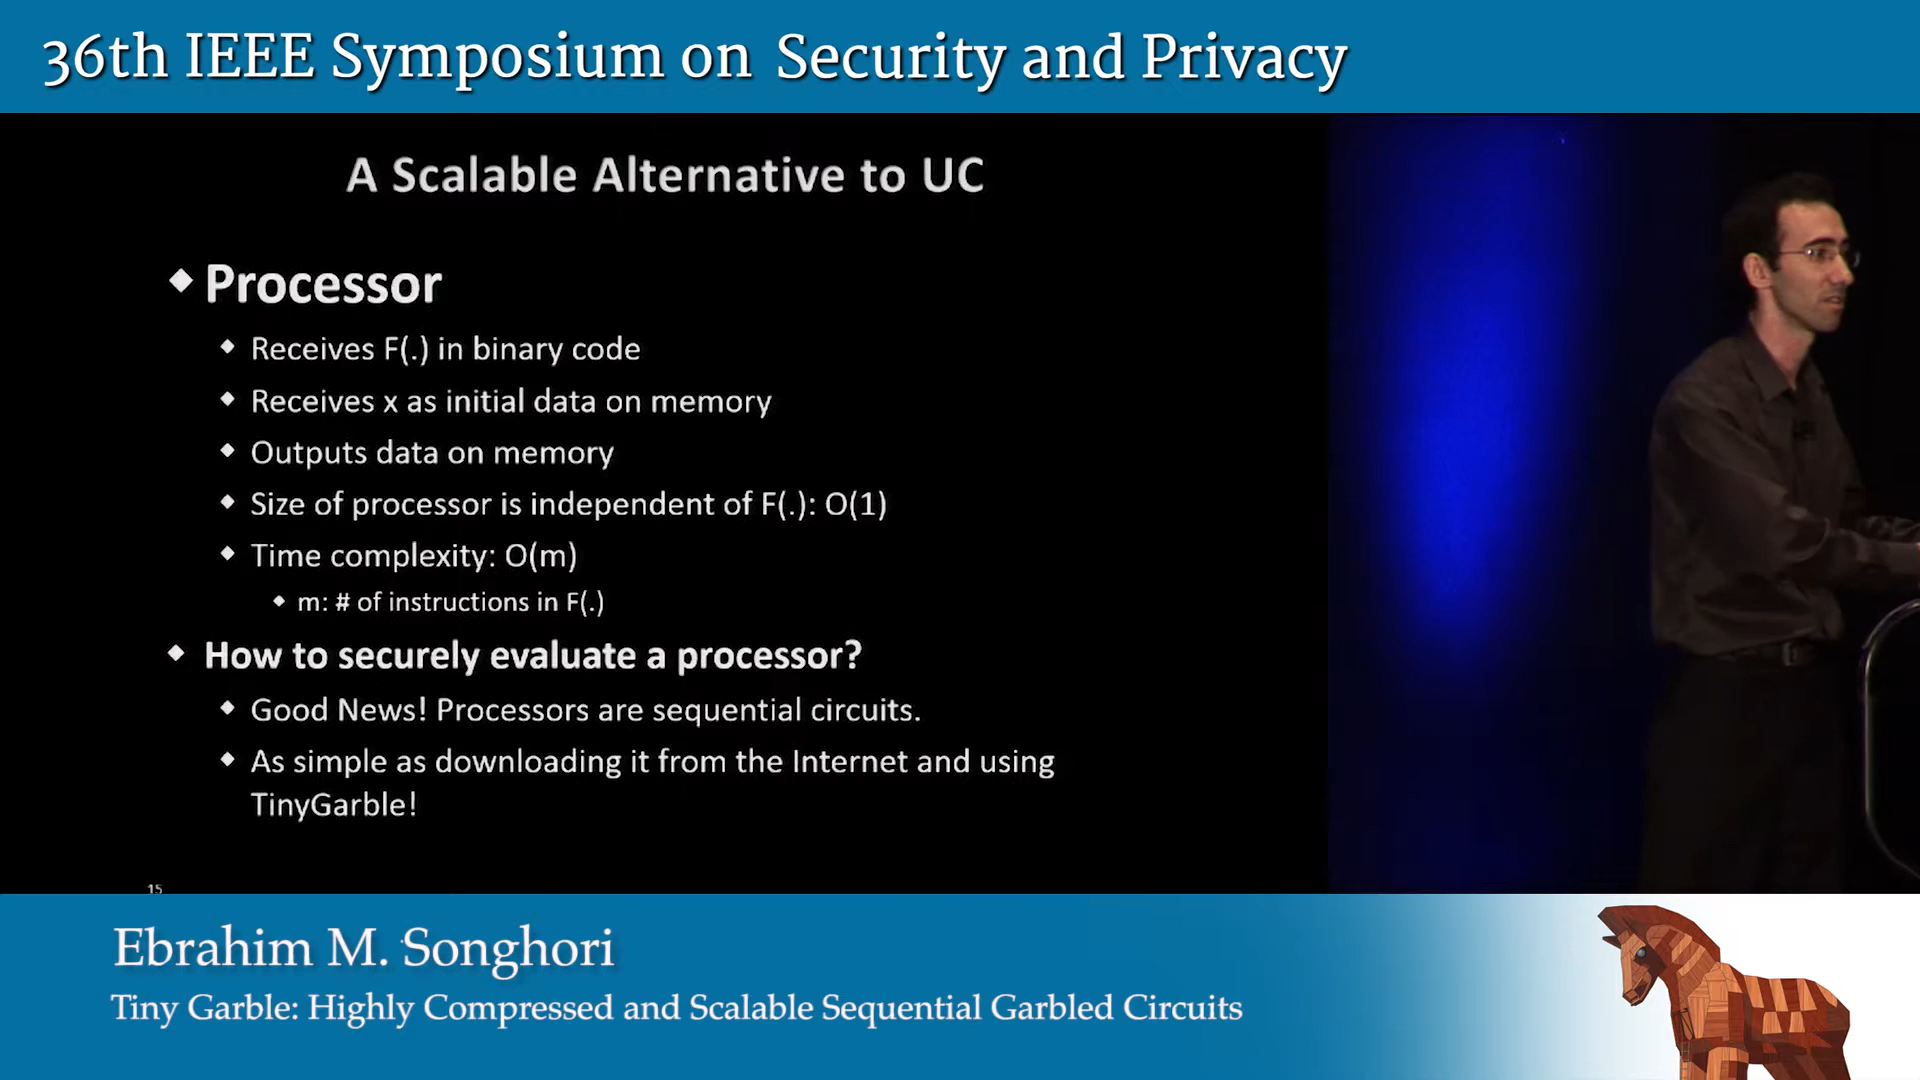 36th IEEE Symposium on Security and Privacy
A Scalable Alternative to UC
Processor
Receives F(.) in binary code
Receives x as initial data on memory
Outputs data on memory
Size of processor is independent of F(.): O(1)
Time complexity: O(m)
m: # of instructions in F(.)
How to securely evaluate a processor?
Good News! Processors are sequential circuits.
As simple as downloading it from the Internet and using
TinyGarble!
15
Ebrahim M. Songhori
Tiny Garble: Highly Compressed and Scalable Sequential Garbled Circuits